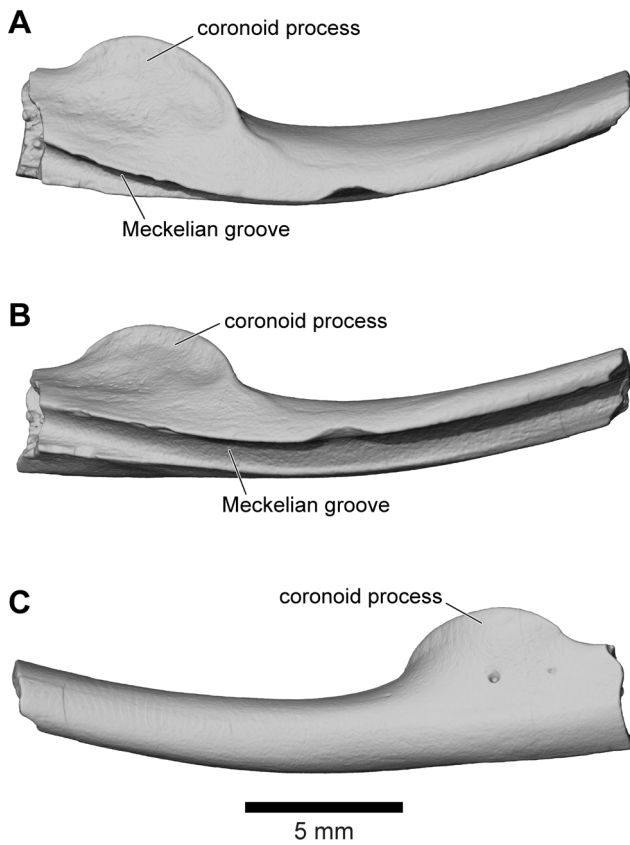 A
coronoid process
Meckelian groove
B
coronoid process
Meckelian groove
C
coronoid process
5 mm